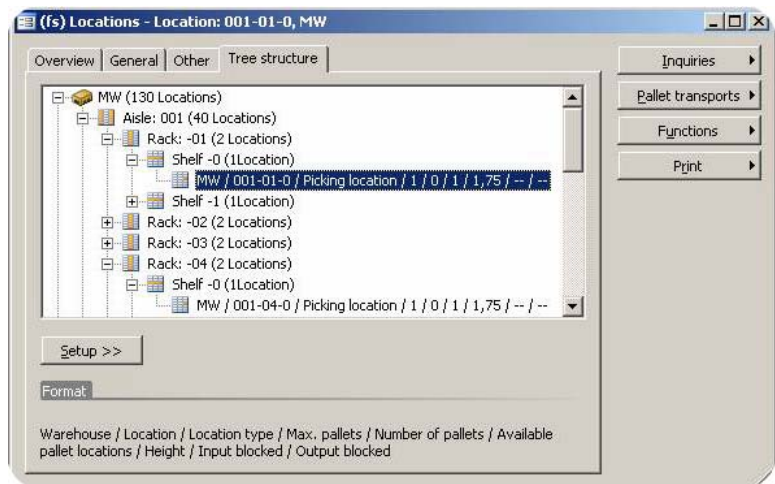 (fs) Locations - Location: 001-01-0, MW
Overview General Other Tree structure
MW (130 Locations)
Aisle: 001 (40 Locations)
Rack: -01 (2 Locations)
Shelf -0 (1Location)
MW / 001-01-0 / Picking location / 1 / 0 / 1 / 1,75 / -- / --
Shelf -1 (1Location)
Rack: -02 (2 Locations)
Rack: -03 (2 Locations)
Rack: -04 (2 Locations)
Shelf -0 (1Location)
MW / 001-04-0 / Picking location / 1 / 0 / 1 / 1,75 / -- / --
Setup >>
Format
Warehouse / Location / Location type / Max. pallets / Number of pallets / Available
pallet locations / Height / Input blocked / Output blocked
Inquiries
Pallet transports
Functions
Print